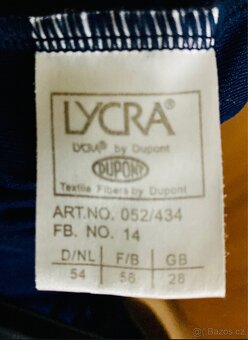 LYCRA®
LYCRA® by Dupont
DUPONT
Textile Fibers by Dupont
ART.NO. 052/434
FB. NO. 14
D/NL F/B GB
54 56 28
Bazos.cz